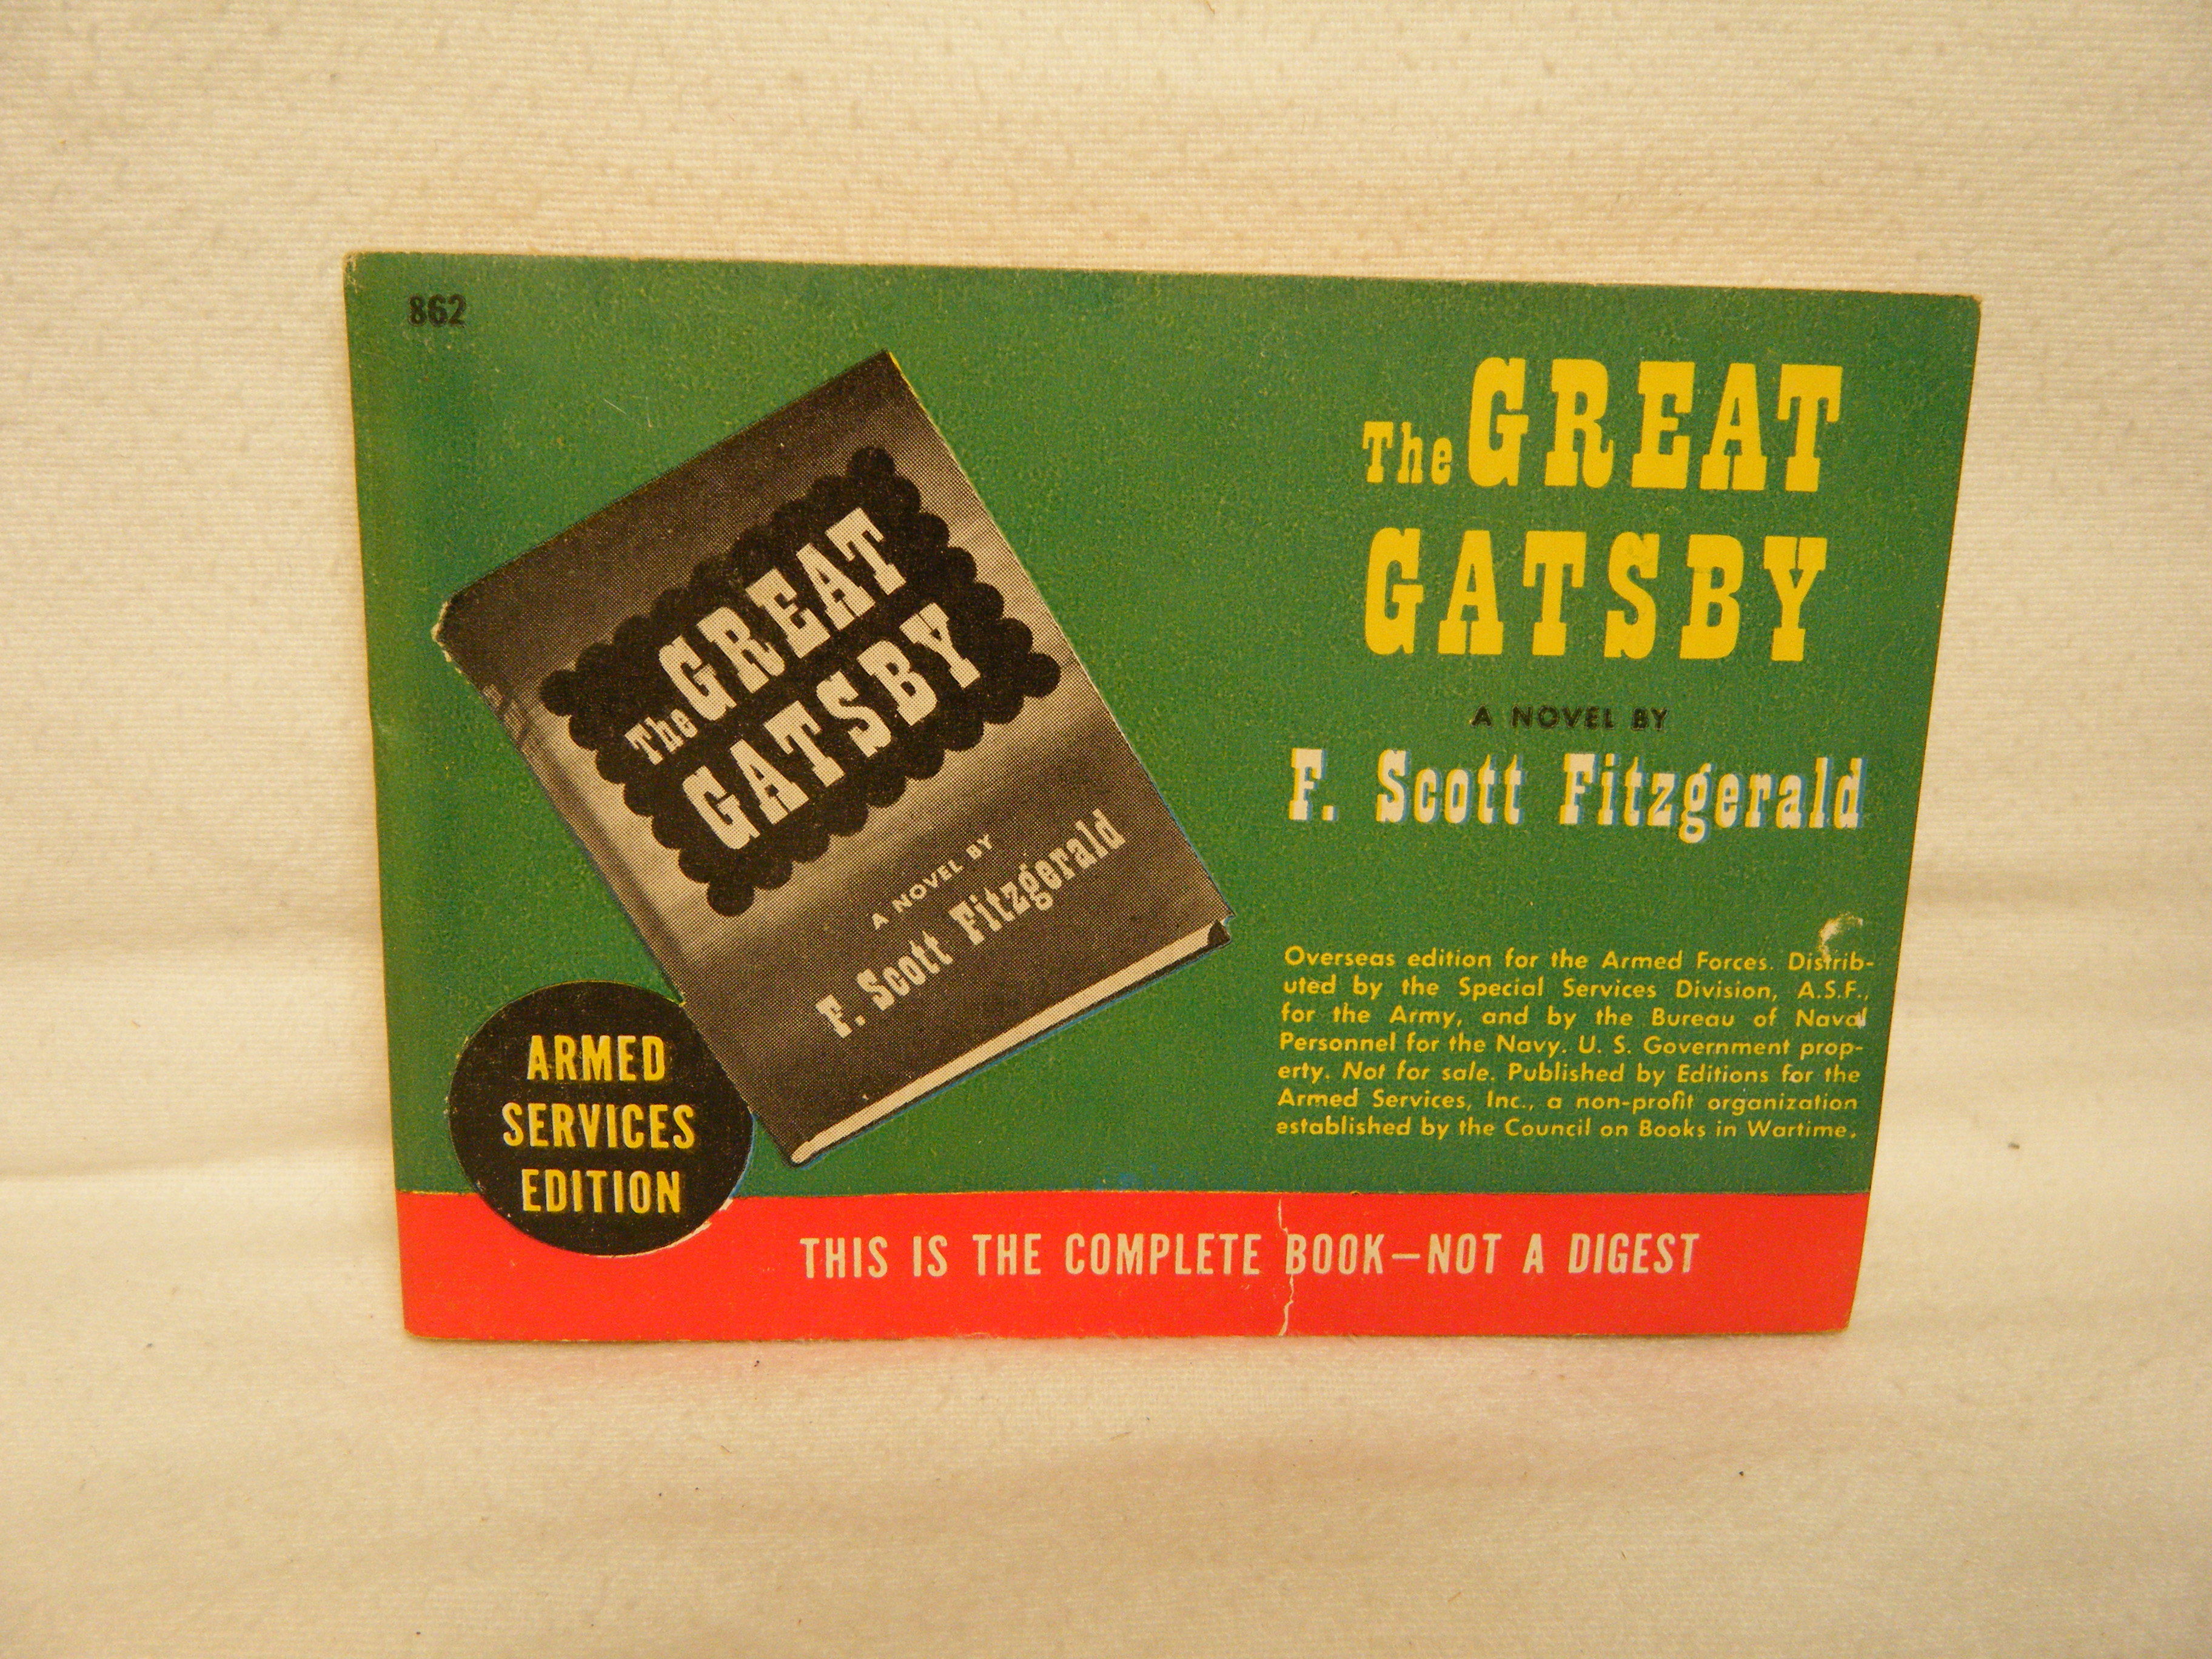 862
The GREAT
GATSBY
A NOVEL BY
F. Scott Fitzgerald
The GREAT
GATSBY
A NOVEL BY
F. Scott Fitzgerald
Overseas edition for the Armed Forces. Distrib-
uted by the Special Services Division, A.S.F.,
for the Army, and by the Bureau of Naval
Personnel for the Navy. U. S. Government prop-
erty. Not for sale. Published by Editions for the
Armed Services, Inc., a non-profit organization
established by the Council on Books in Wartime.
ARMED
SERVICES
EDITION
THIS IS THE COMPLETE BOOK—NOT A DIGEST